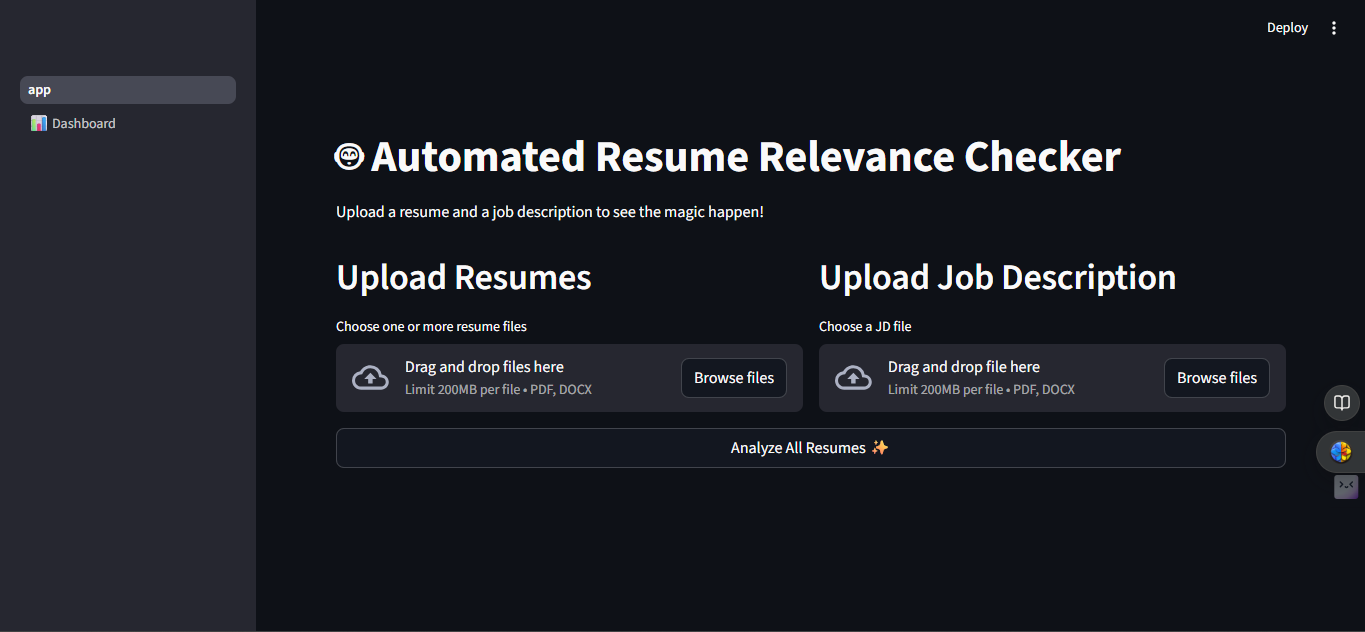 Deploy
app
📊 Dashboard
Automated Resume Relevance Checker
Upload a resume and a job description to see the magic happen!
Upload Resumes
Choose one or more resume files
Drag and drop files here
Limit 200MB per file • PDF, DOCX
Browse files
Upload Job Description
Choose a JD file
Drag and drop file here
Limit 200MB per file • PDF, DOCX
Browse files
Analyze All Resumes ✨